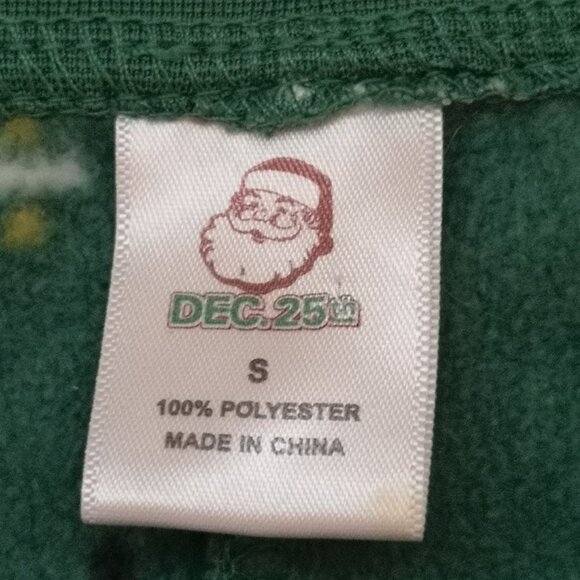 DEC. 25th
S
100% POLYESTER
MADE IN CHINA